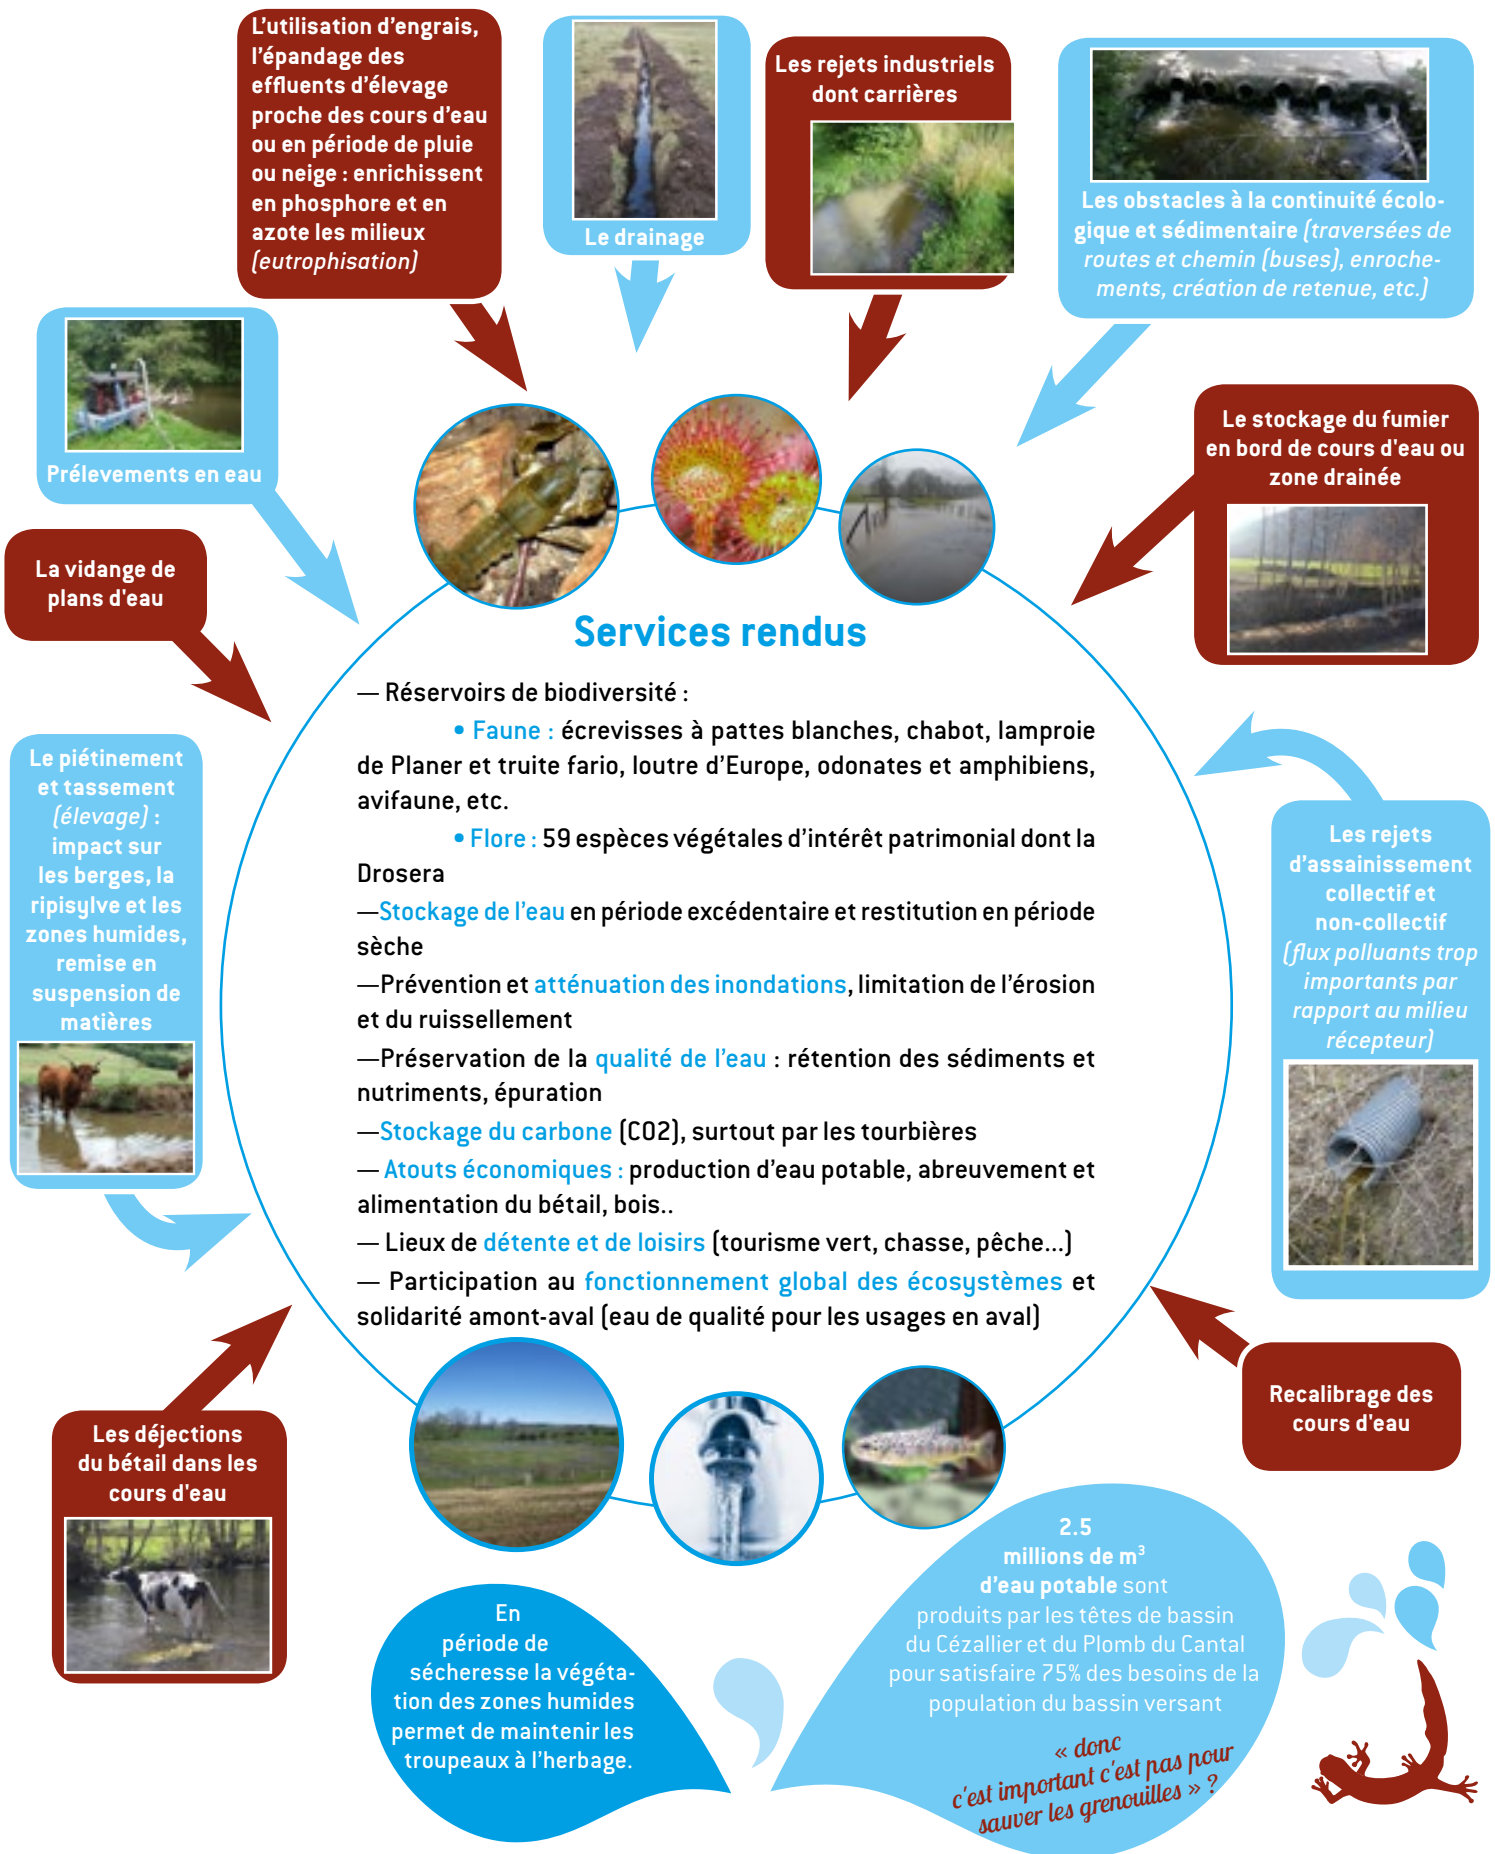 L'utilisation d'engrais,
l'épandage des
effluents d'élevage
proche des cours d'eau
ou en période de pluie
ou neige : enrichissent
en phosphore et en
azote les milieux
(eutrophisation)
Le drainage
Les rejets industriels
dont carrières
Les obstacles à la continuité écolo-
gique et sédimentaire (traversées de
routes et chemin (buses), enroche-
ments, création de retenue, etc.)
Prélevements en eau
Le stockage du fumier
en bord de cours d'eau ou
zone drainée
La vidange de
plans d'eau
Services rendus
— Réservoirs de biodiversité :
• Faune : écrevisses à pattes blanches, chabot, lamproie
de Planer et truite fario, loutre d'Europe, odonates et amphibiens,
avifaune, etc.
• Flore : 59 espèces végétales d'intérêt patrimonial dont la
Drosera
—Stockage de l'eau en période excédentaire et restitution en période
sèche
—Prévention et atténuation des inondations, limitation de l'érosion
et du ruissellement
—Préservation de la qualité de l'eau : rétention des sédiments et
nutriments, épuration
—Stockage du carbone (CO2), surtout par les tourbières
— Atouts économiques : production d'eau potable, abreuvement et
alimentation du bétail, bois..
— Lieux de détente et de loisirs (tourisme vert, chasse, pêche...)
— Participation au fonctionnement global des écosystèmes et
solidarité amont-aval (eau de qualité pour les usages en aval)
Le piétinement
et tassement
(élevage) :
impact sur
les berges, la
ripisylve et les
zones humides,
remise en
suspension de
matières
Les rejets
d'assainissement
collectif et
non-collectif
(flux polluants trop
importants par
rapport au milieu
récepteur)
Les déjections
du bétail dans les
cours d'eau
Recalibrage des
cours d'eau
En
période de
sécheresse la végéta-
tion des zones humides
permet de maintenir les
troupeaux à l'herbage.
2.5
millions de m³
d'eau potable sont
produits par les têtes de bassin
du Cézallier et du Plomb du Cantal
pour satisfaire 75% des besoins de la
population du bassin versant
« donc
c'est important c'est pas pour
sauver les grenouilles » ?